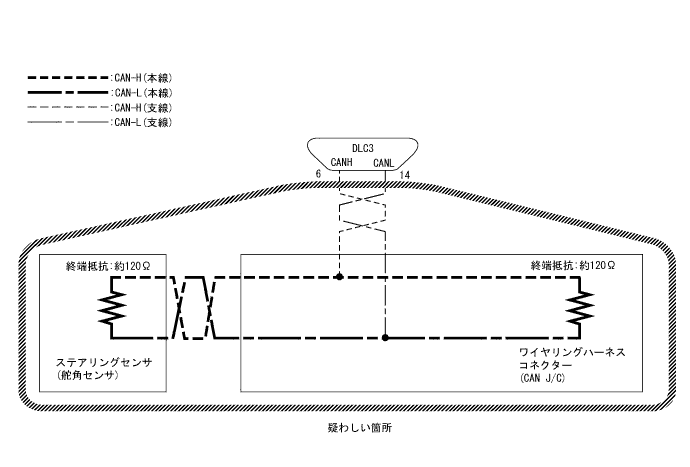 :CAN-H(本線)
:CAN-L(本線)
:CAN-H(支線)
:CAN-L(支線)
DLC3
CANH CANL
6 14
終端抵抗:約120Ω 終端抵抗:約120Ω
ステアリングセンサ
(舵角センサ)
ワイヤリングハーネス
コネクター
(CAN J/C)
疑わしい箇所